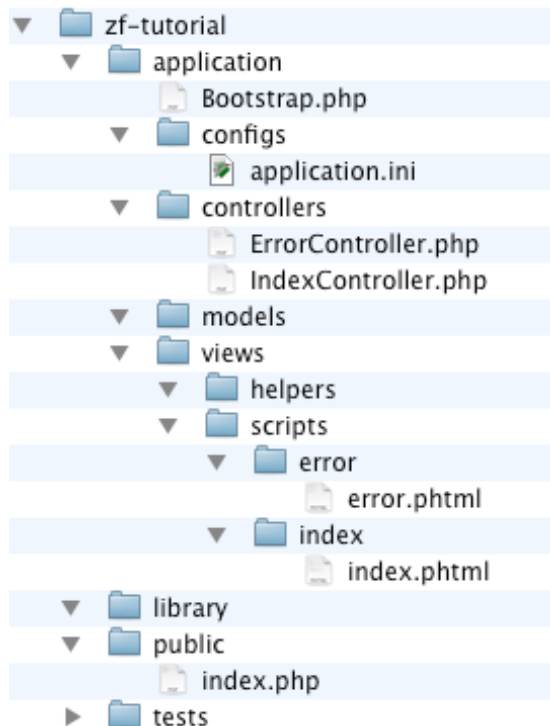 zf-tutorial
application
Bootstrap.php
configs
application.ini
controllers
ErrorController.php
IndexController.php
models
views
helpers
scripts
error
error.phtml
index
index.phtml
library
public
index.php
tests